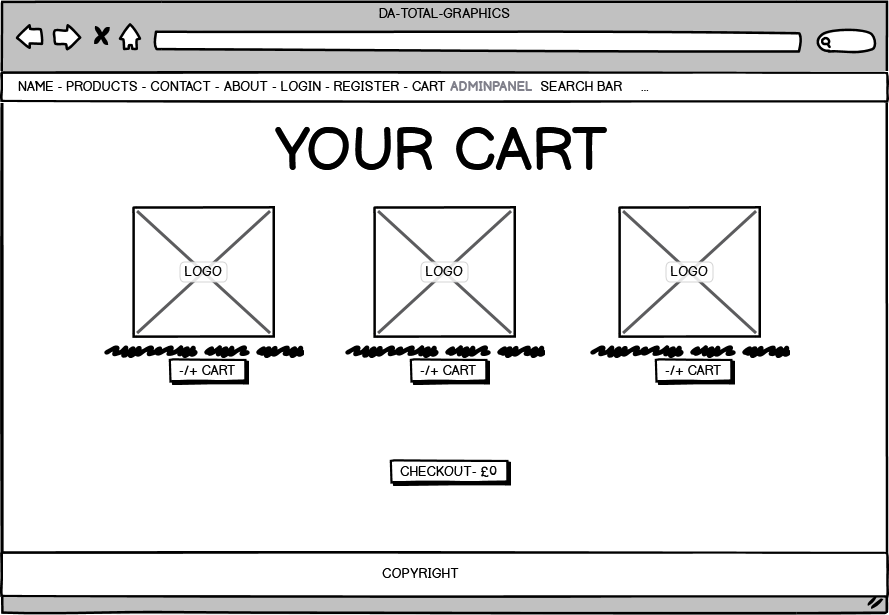 DA-TOTAL-GRAPHICS
NAME - PRODUCTS - CONTACT - ABOUT - LOGIN - REGISTER - CART ADMINPANEL SEARCH BAR ...
YOUR CART
LOGO LOGO LOGO
-/+ CART -/+ CART -/+ CART
CHECKOUT- £0
COPYRIGHT